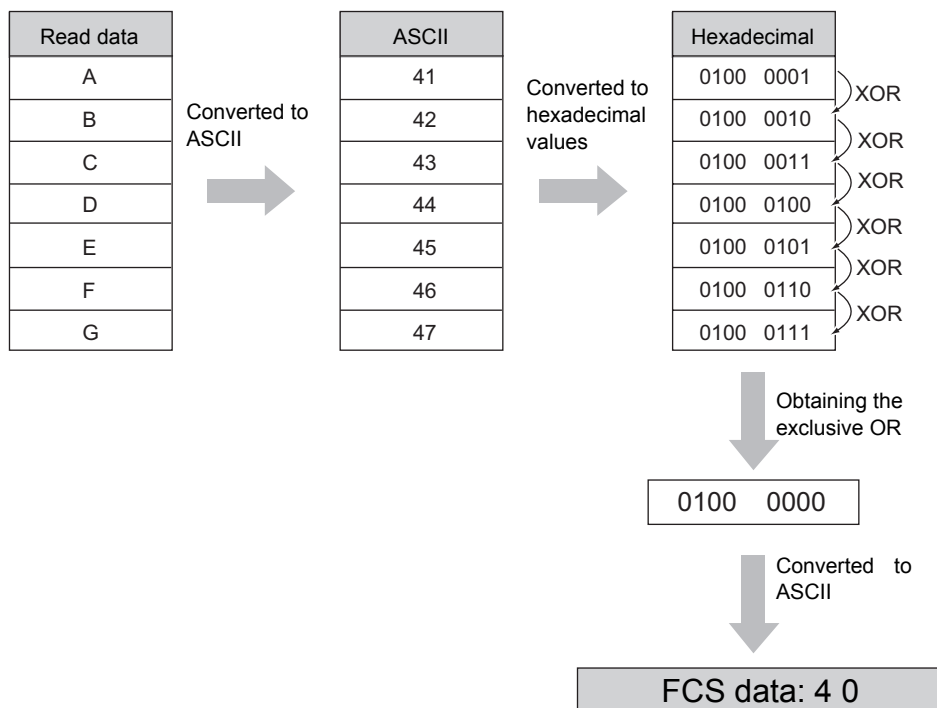 Read data
A
B
C
D
E
F
G
Converted to
ASCII
ASCII
41
42
43
44
45
46
47
Converted to
hexadecimal
values
Hexadecimal
0100 0001
0100 0010
0100 0011
0100 0100
0100 0101
0100 0110
0100 0111
XOR
XOR
XOR
XOR
XOR
XOR
Obtaining the
exclusive OR
0100 0000
Converted to
ASCII
FCS data: 4 0